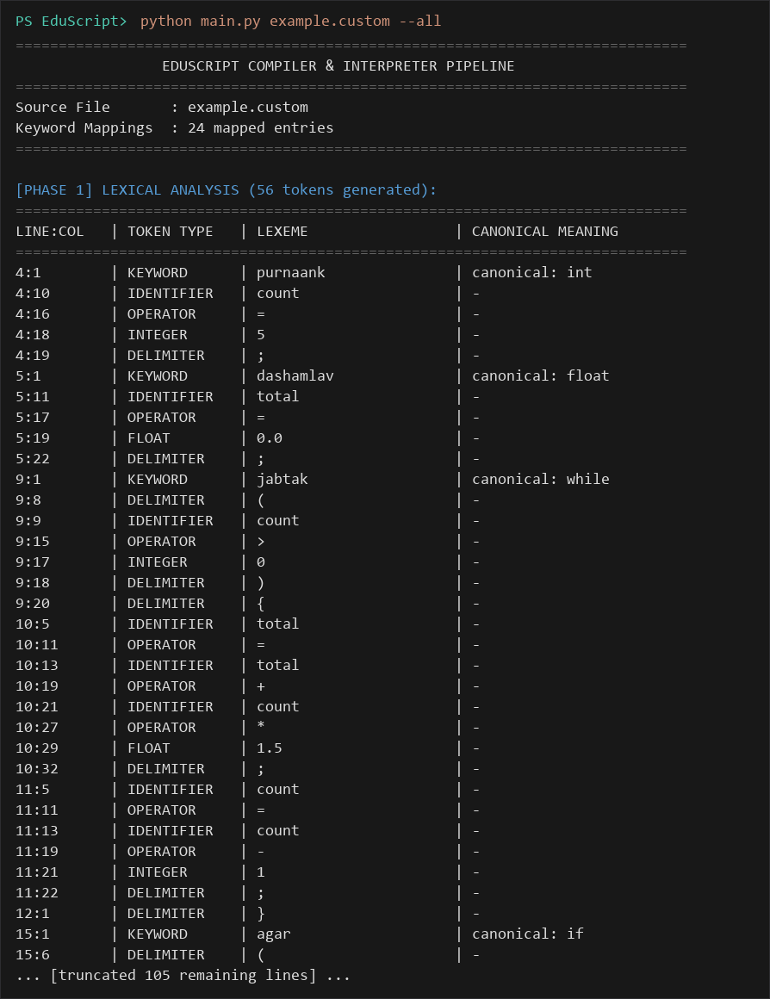 PS EduScript> python main.py example.custom --all
==============================================================================
                 EDUSCRIPT COMPILER & INTERPRETER PIPELINE
==============================================================================
Source File       : example.custom
Keyword Mappings  : 24 mapped entries
==============================================================================
[PHASE 1] LEXICAL ANALYSIS (56 tokens generated):
==============================================================================
LINE:COL   | TOKEN TYPE   | LEXEME                 | CANONICAL MEANING
==============================================================================
4:1        | KEYWORD      | purnaank               | canonical: int
4:10       | IDENTIFIER   | count                  | -
4:16       | OPERATOR     | =                      | -
4:18       | INTEGER      | 5                      | -
4:19       | DELIMITER    | ;                      | -
5:1        | KEYWORD      | dashamlav              | canonical: float
5:11       | IDENTIFIER   | total                  | -
5:17       | OPERATOR     | =                      | -
5:19       | FLOAT        | 0.0                    | -
5:22       | DELIMITER    | ;                      | -
9:1        | KEYWORD      | jabtak                 | canonical: while
9:8        | DELIMITER    | (                      | -
9:9        | IDENTIFIER   | count                  | -
9:15       | OPERATOR     | >                      | -
9:17       | INTEGER      | 0                      | -
9:18       | DELIMITER    | )                      | -
9:20       | DELIMITER    | {                      | -
10:5       | IDENTIFIER   | total                  | -
10:11      | OPERATOR     | =                      | -
10:13      | IDENTIFIER   | total                  | -
10:19      | OPERATOR     | +                      | -
10:21      | IDENTIFIER   | count                  | -
10:27      | OPERATOR     | *                      | -
10:29      | FLOAT        | 1.5                    | -
10:32      | DELIMITER    | ;                      | -
11:5       | IDENTIFIER   | count                  | -
11:11      | OPERATOR     | =                      | -
11:13      | IDENTIFIER   | count                  | -
11:19      | OPERATOR     | -                      | -
11:21      | INTEGER      | 1                      | -
11:22      | DELIMITER    | ;                      | -
12:1       | DELIMITER    | }                      | -
15:1       | KEYWORD      | agar                   | canonical: if
15:6       | DELIMITER    | (                      | -
... [truncated 105 remaining lines] ...